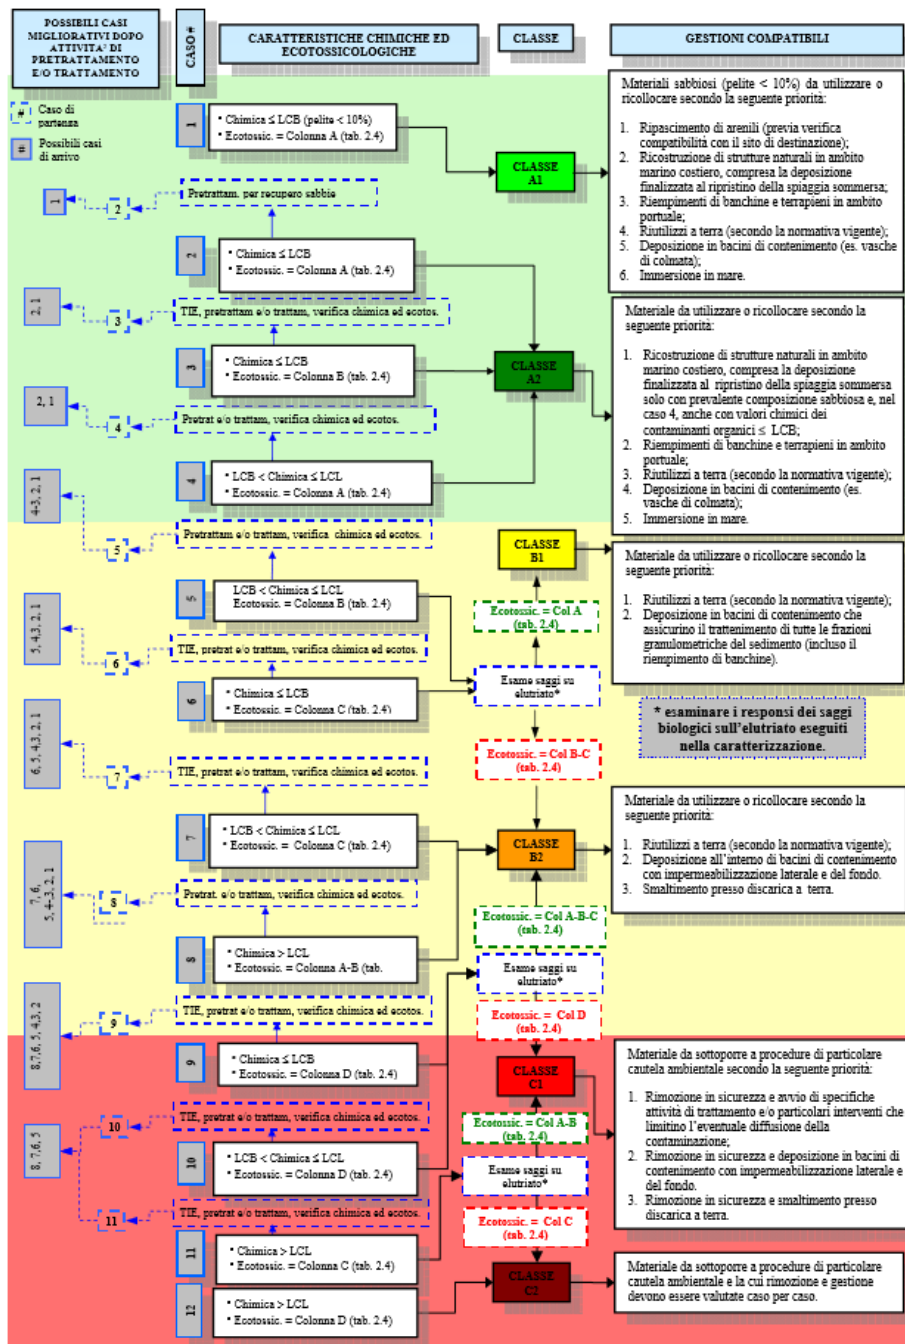 POSSIBILI CASI
MIGLIORATIVI DOPO
ATTIVITA' DI
PRETRATTAMENTO
E/O TRATTAMENTO
CASO #
CARATTERISTICHE CHIMICHE ED
ECOTOSSICOLOGICHE
CLASSE
GESTIONI COMPATIBILI
# Caso di
partenza
# Possibili casi
di arrivo
1
• Chimica ≤ LCB (pelite < 10%)
• Ecotossic. = Colonna A (tab. 2.4)
CLASSE
A1
Materiali sabbiosi (pelite < 10%) da utilizzare o
ricollocare secondo la seguente priorità:
1. Ripascimento di arenili (previa verifica
compatibilità con il sito di destinazione);
2. Ricostruzione di strutture naturali in ambito
marino costiero, compresa la deposizione
finalizzata al ripristino della spiaggia sommersa;
3. Riempimenti di banchine e terrapieni in ambito
portuale;
4. Riutilizzi a terra (secondo la normativa vigente);
5. Deposizione in bacini di contenimento (es. vasche
di colmata);
6. Immersione in mare.
1
2
Pretrattam. per recupero sabbie
2
• Chimica ≤ LCB
• Ecotossic. = Colonna A (tab. 2.4)
2, 1
3
TIE, pretrattam e/o trattam, verifica chimica ed ecotos.
3
• Chimica ≤ LCB
• Ecotossic. = Colonna B (tab. 2.4)
CLASSE
A2
Materiale da utilizzare o ricollocare secondo la
seguente priorità:
1. Ricostruzione di strutture naturali in ambito
marino costiero, compresa la deposizione
finalizzata al ripristino della spiaggia sommersa
solo con prevalente composizione sabbiosa e, nel
caso 4, anche con valori chimici dei
contaminanti organici ≤ LCB;
2. Riempimenti di banchine e terrapieni in ambito
portuale;
3. Riutilizzi a terra (secondo la normativa vigente);
4. Deposizione in bacini di contenimento (es.
vasche di colmata);
5. Immersione in mare.
2, 1
4
Pretrat e/o trattam, verifica chimica ed ecotos.
4
• LCB < Chimica ≤ LCL
• Ecotossic. = Colonna A (tab. 2.4)
4-3, 2, 1
5
Pretrattam e/o trattam, verifica chimica ed ecotos.
CLASSE
B1
Materiale da utilizzare o ricollocare secondo la
seguente priorità:
1. Riutilizzi a terra (secondo la normativa vigente);
2. Deposizione in bacini di contenimento che
assicurino il trattenimento di tutte le frazioni
granulometriche del sedimento (incluso il
riempimento di banchine).
5
LCB < Chimica ≤ LCL
Ecotossic. = Colonna B (tab. 2.4)
Ecotossic. = Col A
(tab. 2.4)
5, 4,3, 2, 1
6
TIE, pretrat e/o trattam, verifica chimica ed ecotos.
6
• Chimica ≤ LCB
• Ecotossic. = Colonna C (tab. 2.4)
Esame saggi su
elutriato*
* esaminare i responsi dei saggi
biologici sull'elutriato eseguiti
nella caratterizzazione.
Ecotossic. = Col B-C
(tab. 2.4)
6, 5, 4,3, 2, 1
7
TIE, pretrat e/o trattam, verifica chimica ed ecotos.
7
• LCB < Chimica ≤ LCL
• Ecotossic. = Colonna C (tab. 2.4)
CLASSE
B2
Materiale da utilizzare o ricollocare secondo la
seguente priorità:
1. Riutilizzi a terra (secondo la normativa vigente);
2. Deposizione all'interno di bacini di contenimento
con impermeabilizzazione laterale e del fondo.
3. Smaltimento presso discarica a terra.
7, 6,
5, 4-3, 2, 1
8
Pretrat. e/o trattam, verifica chimica ed ecotos.
Ecotossic. = Col A-B-C
(tab. 2.4)
8
• Chimica > LCL
• Ecotossic. = Colonna A-B (tab.
Esame saggi su
elutriato*
8,7,6, 5, 4,3, 2
9
TIE, pretrat e/o trattam, verifica chimica ed ecotos.
Ecotossic. = Col D
(tab. 2.4)
9
• Chimica ≤ LCB
• Ecotossic. = Colonna D (tab. 2.4)
CLASSE
C1
Materiale da sottoporre a procedure di particolare
cautela ambientale secondo la seguente priorità:
1. Rimozione in sicurezza e avvio di specifiche
attività di trattamento e/o particolari interventi che
limitino l'eventuale diffusione della
contaminazione;
2. Rimozione in sicurezza e deposizione in bacini di
contenimento con impermeabilizzazione laterale e
del fondo.
3. Rimozione in sicurezza e smaltimento presso
discarica a terra.
8, 7,6, 5
10
TIE, pretrat e/o trattam, verifica chimica ed ecotos.
Ecotossic. = Col A-B
(tab. 2.4)
10
• LCB < Chimica ≤ LCL
• Ecotossic. = Colonna D (tab. 2.4)
Esame saggi su
elutriato*
11
TIE, pretrat e/o trattam, verifica chimica ed ecotos.
Ecotossic. = Col C
(tab. 2.4)
11
• Chimica > LCL
• Ecotossic. = Colonna C (tab. 2.4)
CLASSE
C2
Materiale da sottoporre a procedure di particolare
cautela ambientale e la cui rimozione e gestione
devono essere valutate caso per caso.
12
• Chimica > LCL
• Ecotossic. = Colonna D (tab. 2.4)